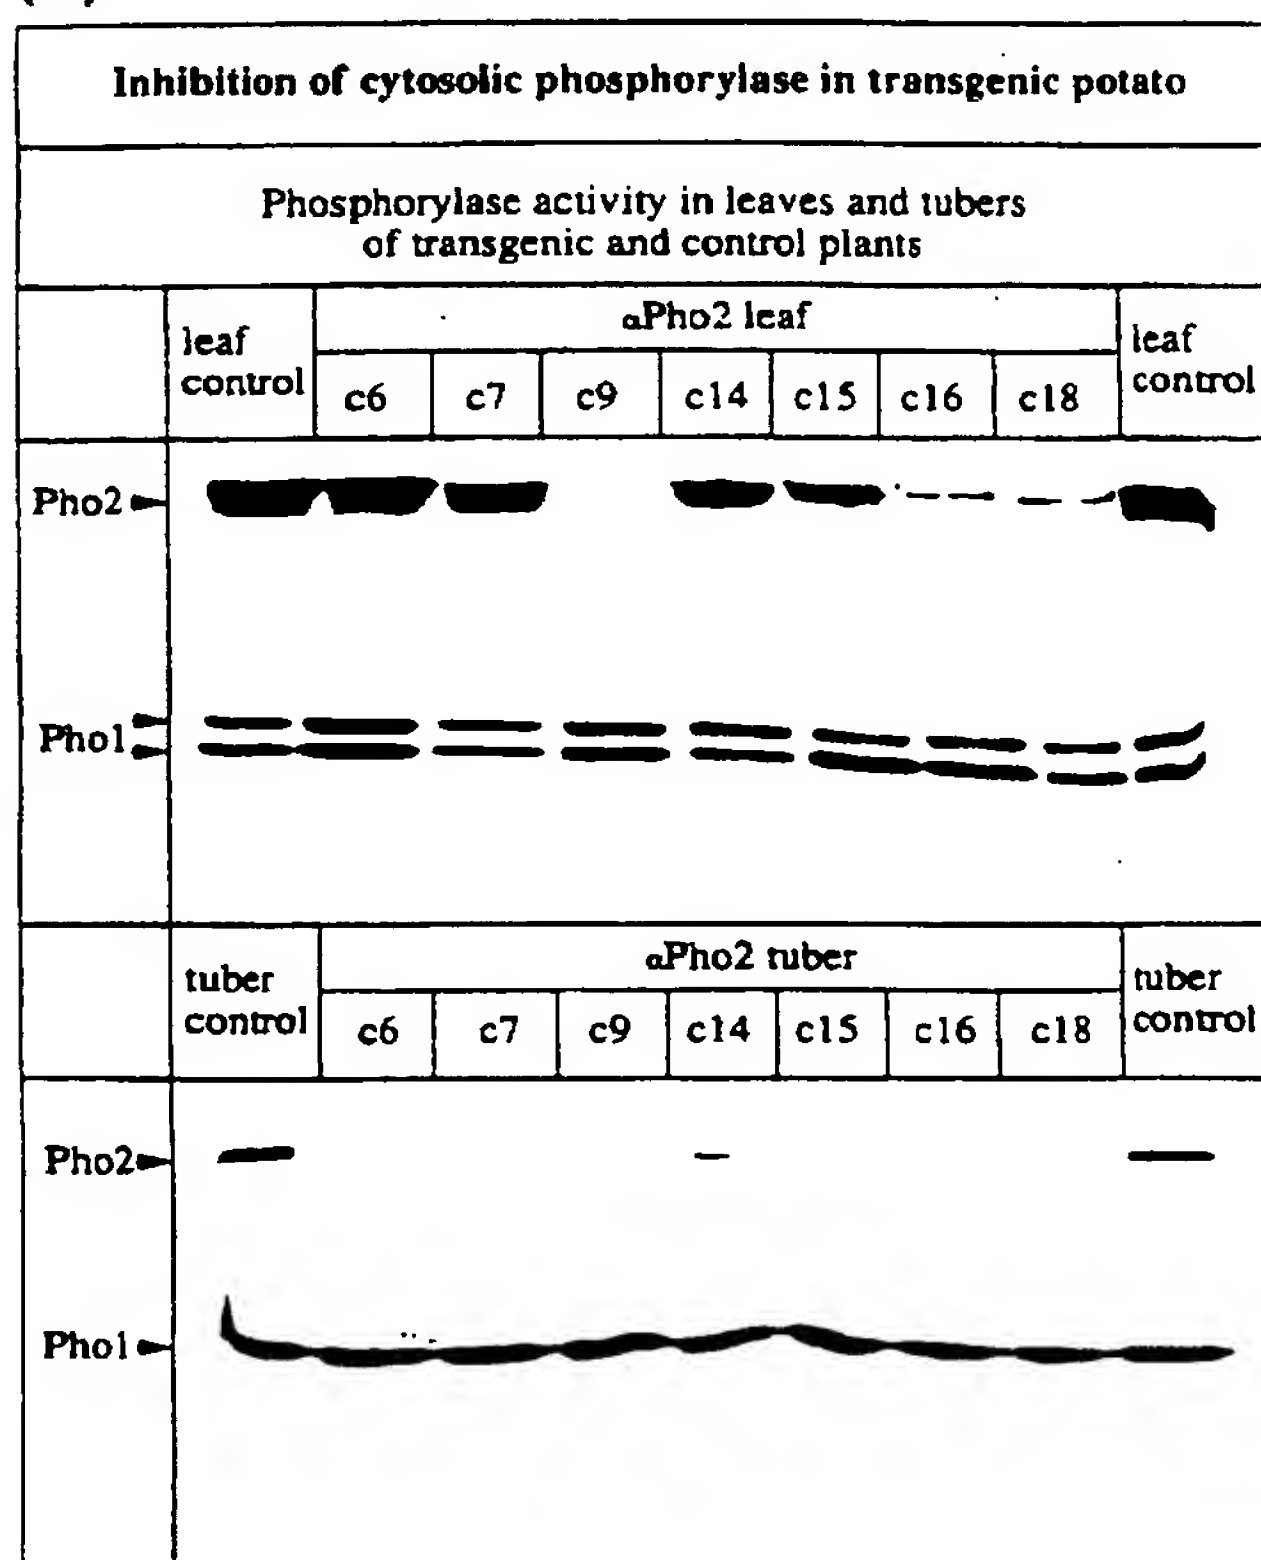 Inhibition of cytosolic phosphorylase in transgenic potato
Phosphorylase activity in leaves and tubers
of transgenic and control plants
leaf
control
αPho2 leaf
c6 c7 c9 c14 c15 c16 c18
leaf
control
Pho2
Pho1
tuber
control
αPho2 tuber
c6 c7 c9 c14 c15 c16 c18
tuber
control
Pho2
Pho1